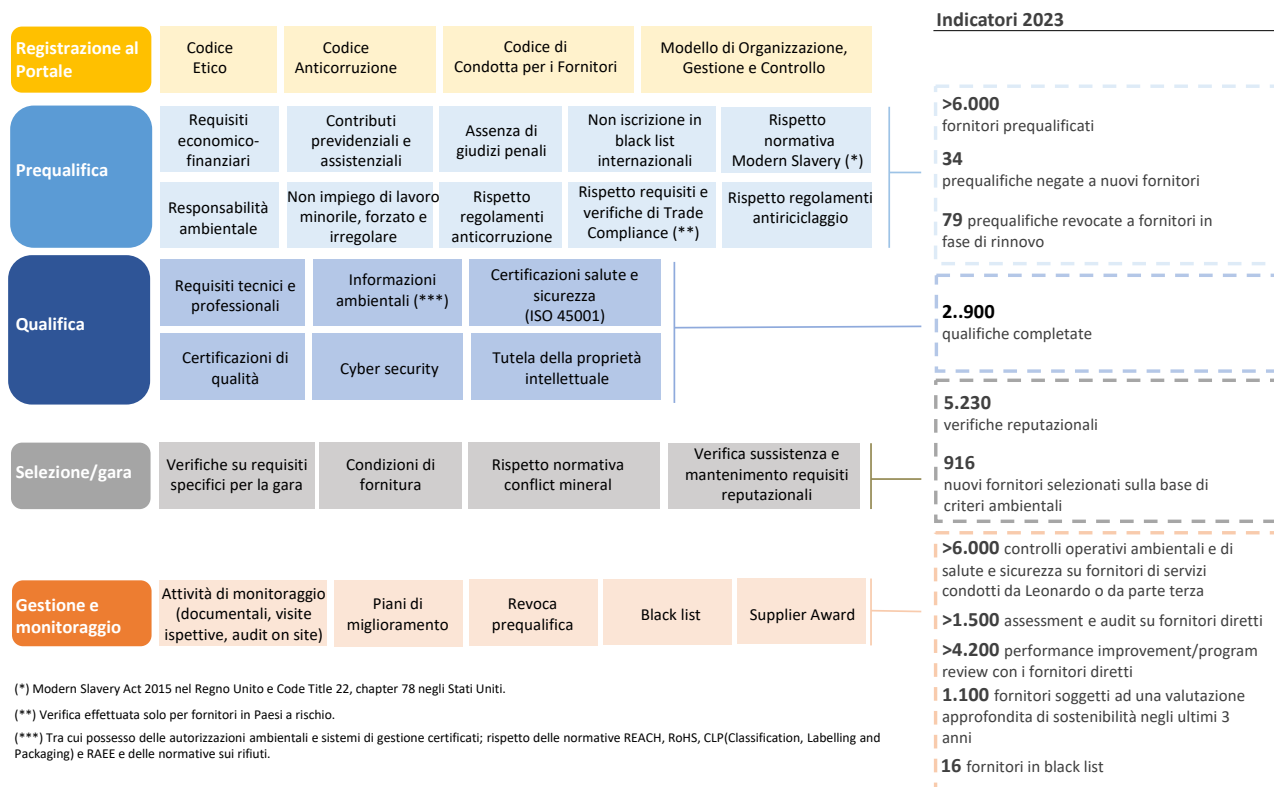 Indicatori 2023
Registrazione al
Portale
Codice
Etico
Codice
Anticorruzione
Codice di
Condotta per i Fornitori
Modello di Organizzazione,
Gestione e Controllo
Prequalifica
Requisiti
economico-
finanziari
Contributi
previdenziali e
assistenziali
Assenza di
giudizi penali
Non iscrizione in
black list
internazionali
Rispetto
normativa
Modern Slavery (*)
Responsabilità
ambientale
Non impiego di lavoro
minorile, forzato e
irregolare
Rispetto
regolamenti
anticorruzione
Rispetto requisiti e
verifiche di Trade
Compliance (**)
Rispetto regolamenti
antiriciclaggio
>6.000
fornitori prequalificati
34
prequalifiche negate a nuovi fornitori
79 prequalifiche revocate a fornitori in
fase di rinnovo
Qualifica
Requisiti tecnici e
professionali
Informazioni
ambientali (***)
Certificazioni salute e
sicurezza
(ISO 45001)
Certificazioni di
qualità
Cyber security
Tutela della proprietà
intellettuale
2..900
qualifiche completate
Selezione/gara
Verifiche su requisiti
specifici per la gara
Condizioni di
fornitura
Rispetto normativa
conflict mineral
Verifica sussistenza e
mantenimento requisiti
reputazionali
5.230
verifiche reputazionali
916
nuovi fornitori selezionati sulla base di
criteri ambientali
Gestione e
monitoraggio
Attività di monitoraggio
(documentali, visite
ispettive, audit on site)
Piani di
miglioramento
Revoca
prequalifica
Black list
Supplier Award
>6.000 controlli operativi ambientali e di
salute e sicurezza su fornitori di servizi
condotti da Leonardo o da parte terza
>1.500 assessment e audit su fornitori diretti
>4.200 performance improvement/program
review con i fornitori diretti
1.100 fornitori soggetti ad una valutazione
approfondita di sostenibilità negli ultimi 3
anni
16 fornitori in black list
(*) Modern Slavery Act 2015 nel Regno Unito e Code Title 22, chapter 78 negli Stati Uniti.
(**) Verifica effettuata solo per fornitori in Paesi a rischio.
(***) Tra cui possesso delle autorizzazioni ambientali e sistemi di gestione certificati; rispetto delle normative REACH, RoHS, CLP(Classification, Labelling and
Packaging) e RAEE e delle normative sui rifiuti.